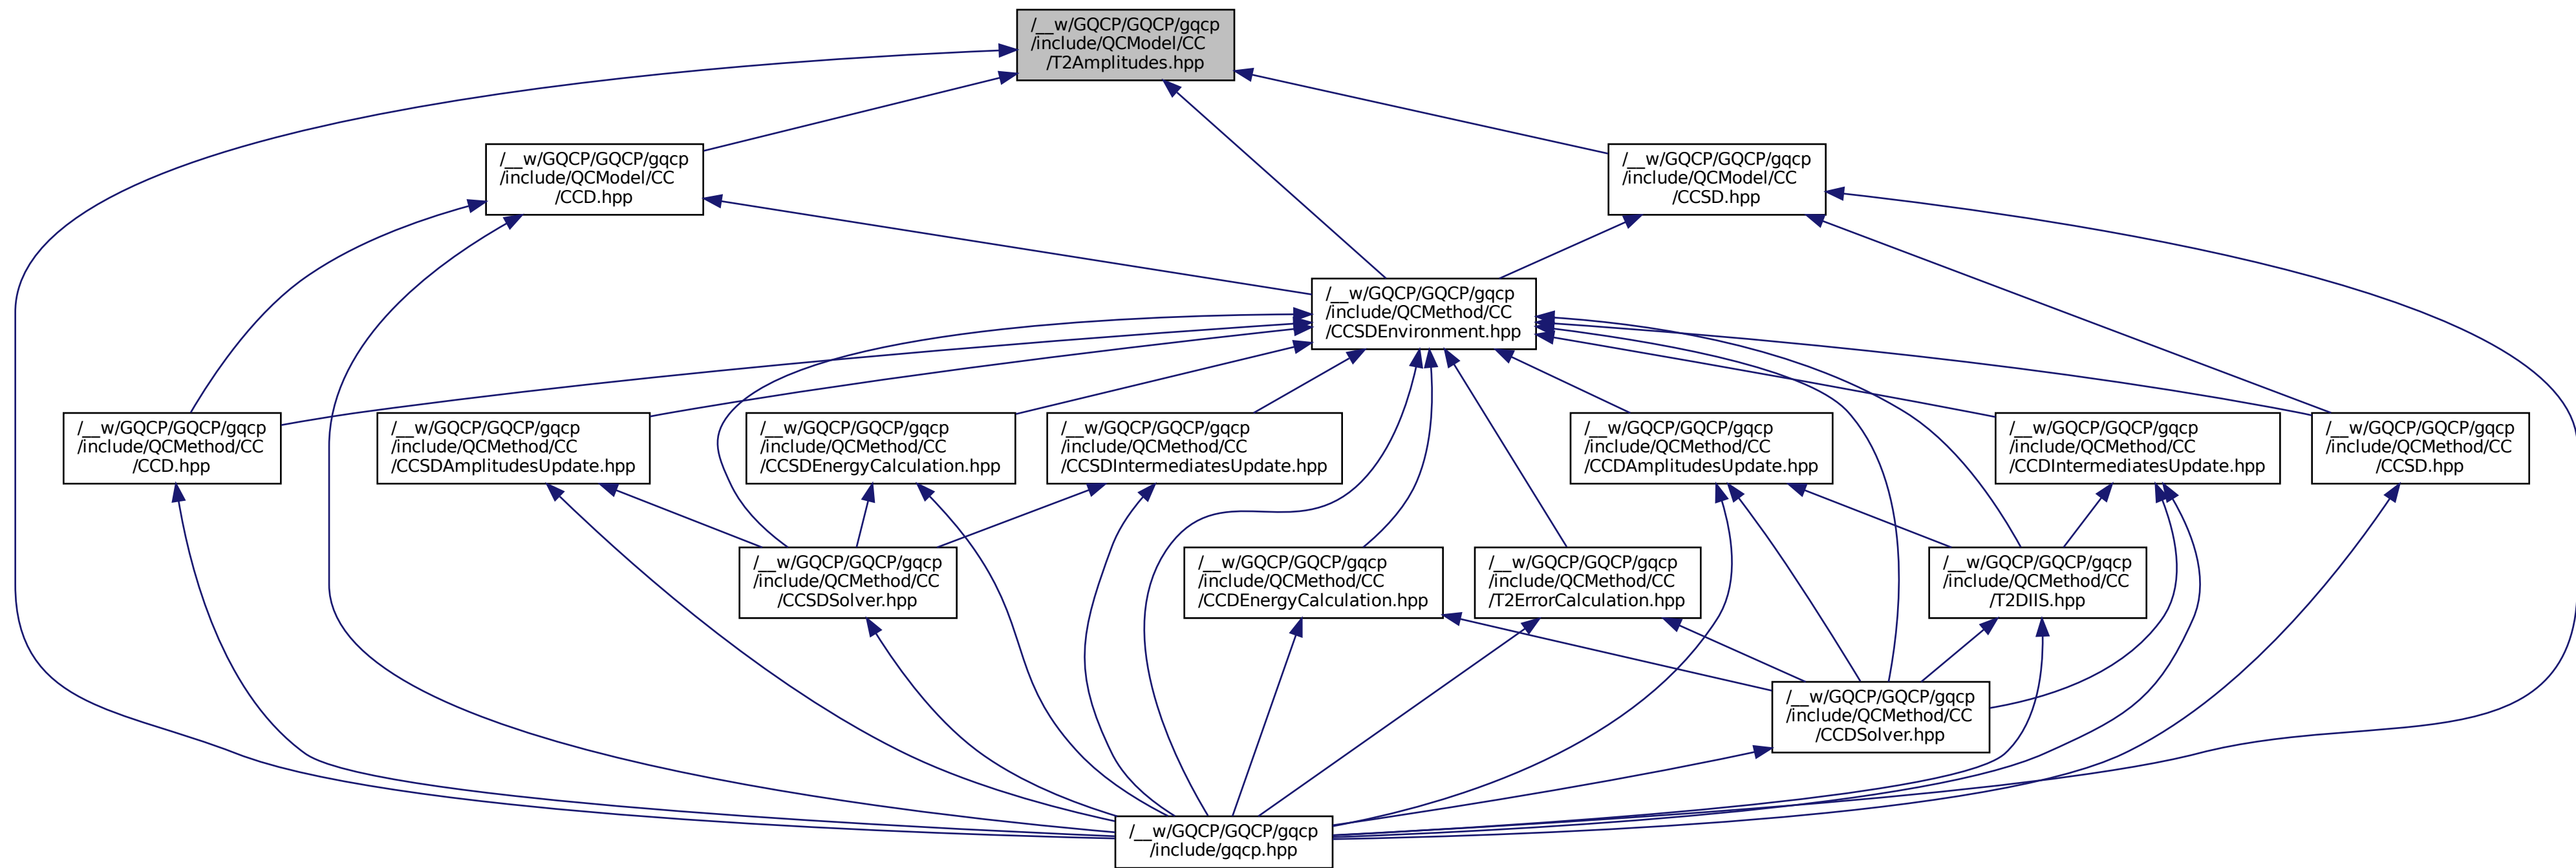 /__w/GQCP/GQCP/gqcp
/include/QCModel/CC
/T2Amplitudes.hpp
/__w/GQCP/GQCP/gqcp
/include/QCModel/CC
/CCD.hpp
/__w/GQCP/GQCP/gqcp
/include/QCModel/CC
/CCSD.hpp
/__w/GQCP/GQCP/gqcp
/include/QCMethod/CC
/CCSDEnvironment.hpp
/__w/GQCP/GQCP/gqcp
/include/QCMethod/CC
/CCD.hpp
/__w/GQCP/GQCP/gqcp
/include/QCMethod/CC
/CCSDAmplitudesUpdate.hpp
/__w/GQCP/GQCP/gqcp
/include/QCMethod/CC
/CCSDEnergyCalculation.hpp
/__w/GQCP/GQCP/gqcp
/include/QCMethod/CC
/CCSDIntermediatesUpdate.hpp
/__w/GQCP/GQCP/gqcp
/include/QCMethod/CC
/CCDAmplitudesUpdate.hpp
/__w/GQCP/GQCP/gqcp
/include/QCMethod/CC
/CCDIntermediatesUpdate.hpp
/__w/GQCP/GQCP/gqcp
/include/QCMethod/CC
/CCSD.hpp
/__w/GQCP/GQCP/gqcp
/include/QCMethod/CC
/CCSDSolver.hpp
/__w/GQCP/GQCP/gqcp
/include/QCMethod/CC
/CCDEnergyCalculation.hpp
/__w/GQCP/GQCP/gqcp
/include/QCMethod/CC
/T2ErrorCalculation.hpp
/__w/GQCP/GQCP/gqcp
/include/QCMethod/CC
/T2DIIS.hpp
/__w/GQCP/GQCP/gqcp
/include/QCMethod/CC
/CCDSolver.hpp
/__w/GQCP/GQCP/gqcp
/include/gqcp.hpp